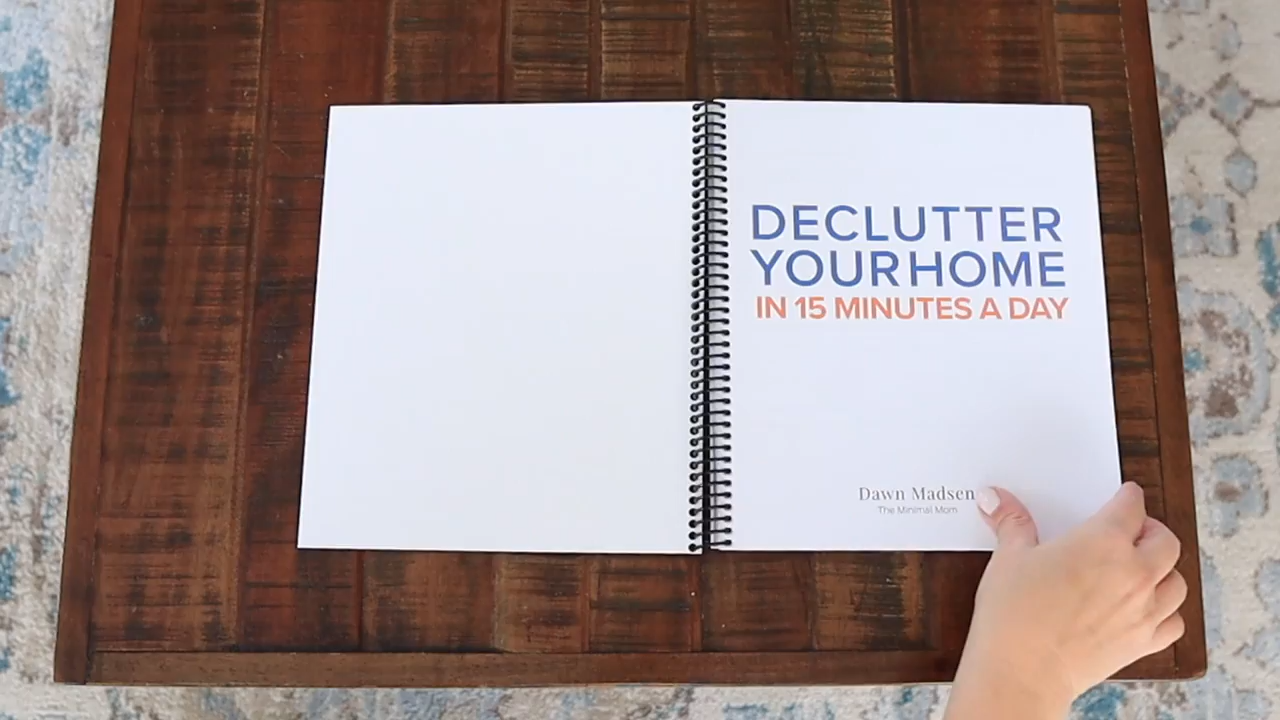 DECLUTTER
YOUR HOME
IN 15 MINUTES A DAY
Dawn Madsen
The Minimal Mom